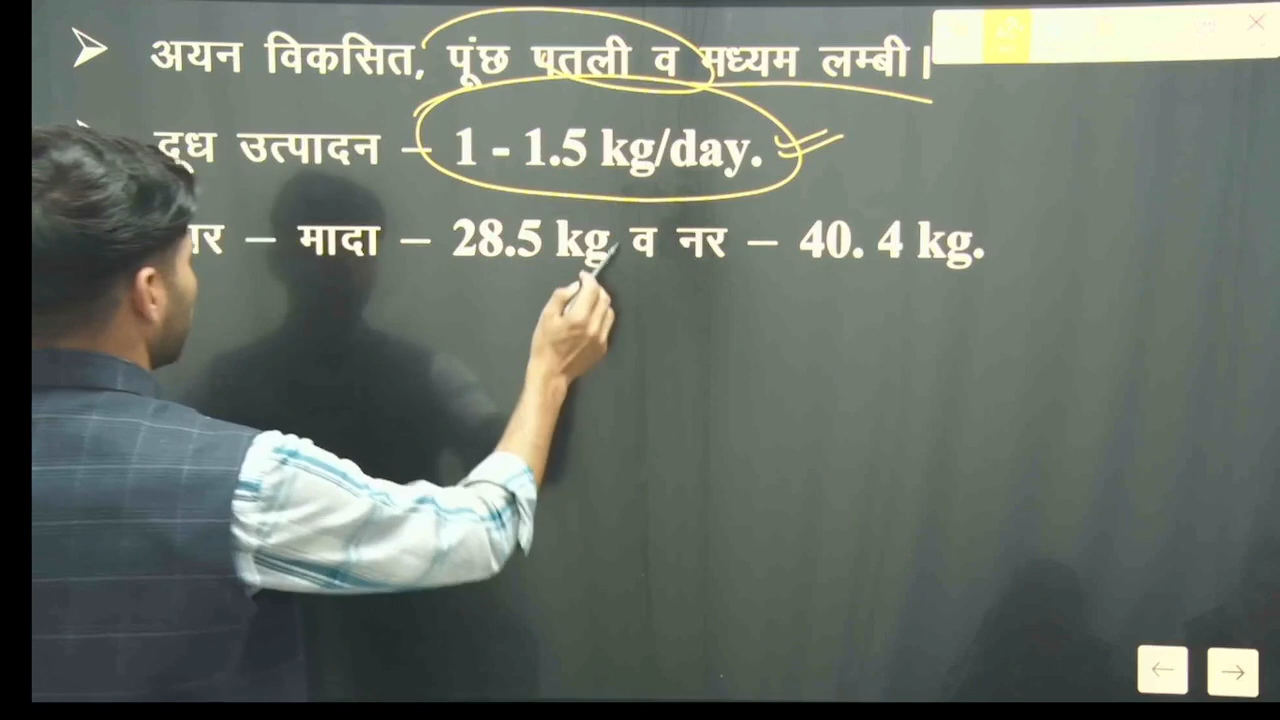 ➤ अयन विकसित, पूंछ पतली व मध्यम लम्बी।
दूध उत्पादन – 1 - 1.5 kg/day.
– मादा – 28.5 kg व नर – 40. 4 kg.